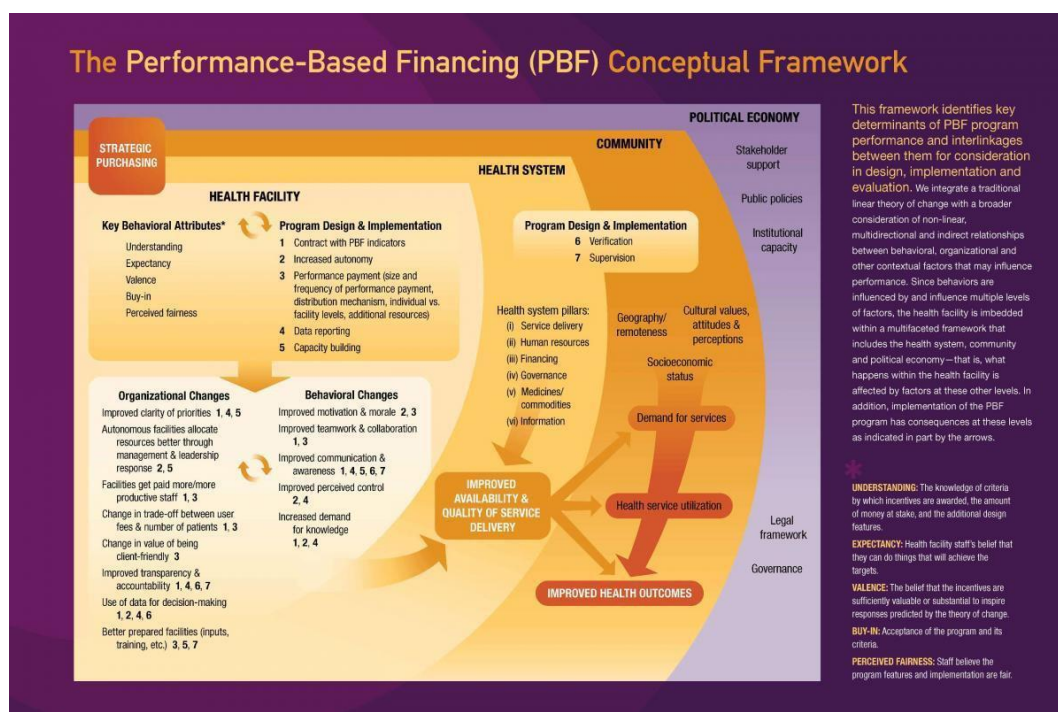 The Performance-Based Financing (PBF) Conceptual Framework
POLITICAL ECONOMY
STRATEGIC
PURCHASING
COMMUNITY
HEALTH SYSTEM
HEALTH FACILITY
Key Behavioral Attributes*
Understanding
Expectancy
Valence
Buy-in
Perceived fairness
Program Design & Implementation
1 Contract with PBF indicators
2 Increased autonomy
3 Performance payment (size and
frequency of performance payment,
distribution mechanism, individual vs.
facility levels, additional resources)
4 Data reporting
5 Capacity building
Organizational Changes
Improved clarity of priorities 1, 4, 5
Autonomous facilities allocate
resources better through
management & leadership
response 2, 5
Facilities get paid more/more
productive staff 1, 3
Change in trade-off between user
fees & number of patients 1, 3
Change in value of being
client-friendly 3
Improved transparency &
accountability 1, 4, 6, 7
Use of data for decision-making
1, 2, 4, 6
Better prepared facilities (inputs,
training, etc.) 3, 5, 7
Behavioral Changes
Improved motivation & morale 2, 3
Improved teamwork & collaboration
1, 3
Improved communication &
awareness 1, 4, 5, 6, 7
Improved perceived control
2, 4
Increased demand
for knowledge
1, 2, 4
Program Design & Implementation
6 Verification
7 Supervision
Health system pillars:
(i) Service delivery
(ii) Human resources
(iii) Financing
(iv) Governance
(v) Medicines/
commodities
(vi) Information
IMPROVED
AVAILABILITY &
QUALITY OF SERVICE
DELIVERY
Geography/
remoteness
Cultural values,
attitudes &
perceptions
Socioeconomic
status
Demand for services
Health service utilization
IMPROVED HEALTH OUTCOMES
Stakeholder
support
Public policies
Institutional
capacity
Legal
framework
Governance
This framework identifies key
determinants of PBF program
performance and interlinkages
between them for consideration
in design, implementation and
evaluation. We integrate a traditional
linear theory of change with a broader
consideration of non-linear,
multidirectional and indirect relationships
between behavioral, organizational and
other contextual factors that may influence
performance. Since behaviors are
influenced by and influence multiple levels
of factors, the health facility is imbedded
within a multifaceted framework that
includes the health system, community
and political economy—that is, what
happens within the health facility is
affected by factors at these other levels. In
addition, implementation of the PBF
program has consequences at these levels
as indicated in part by the arrows.
*
UNDERSTANDING: The knowledge of criteria
by which incentives are awarded, the amount
of money at stake, and the additional design
features.
EXPECTANCY: Health facility staff's belief that
they can do things that will achieve the
targets.
VALENCE: The belief that the incentives are
sufficiently valuable or substantial to inspire
responses predicted by the theory of change.
BUY-IN: Acceptance of the program and its
criteria.
PERCEIVED FAIRNESS: Staff believe the
program features and implementation are fair.